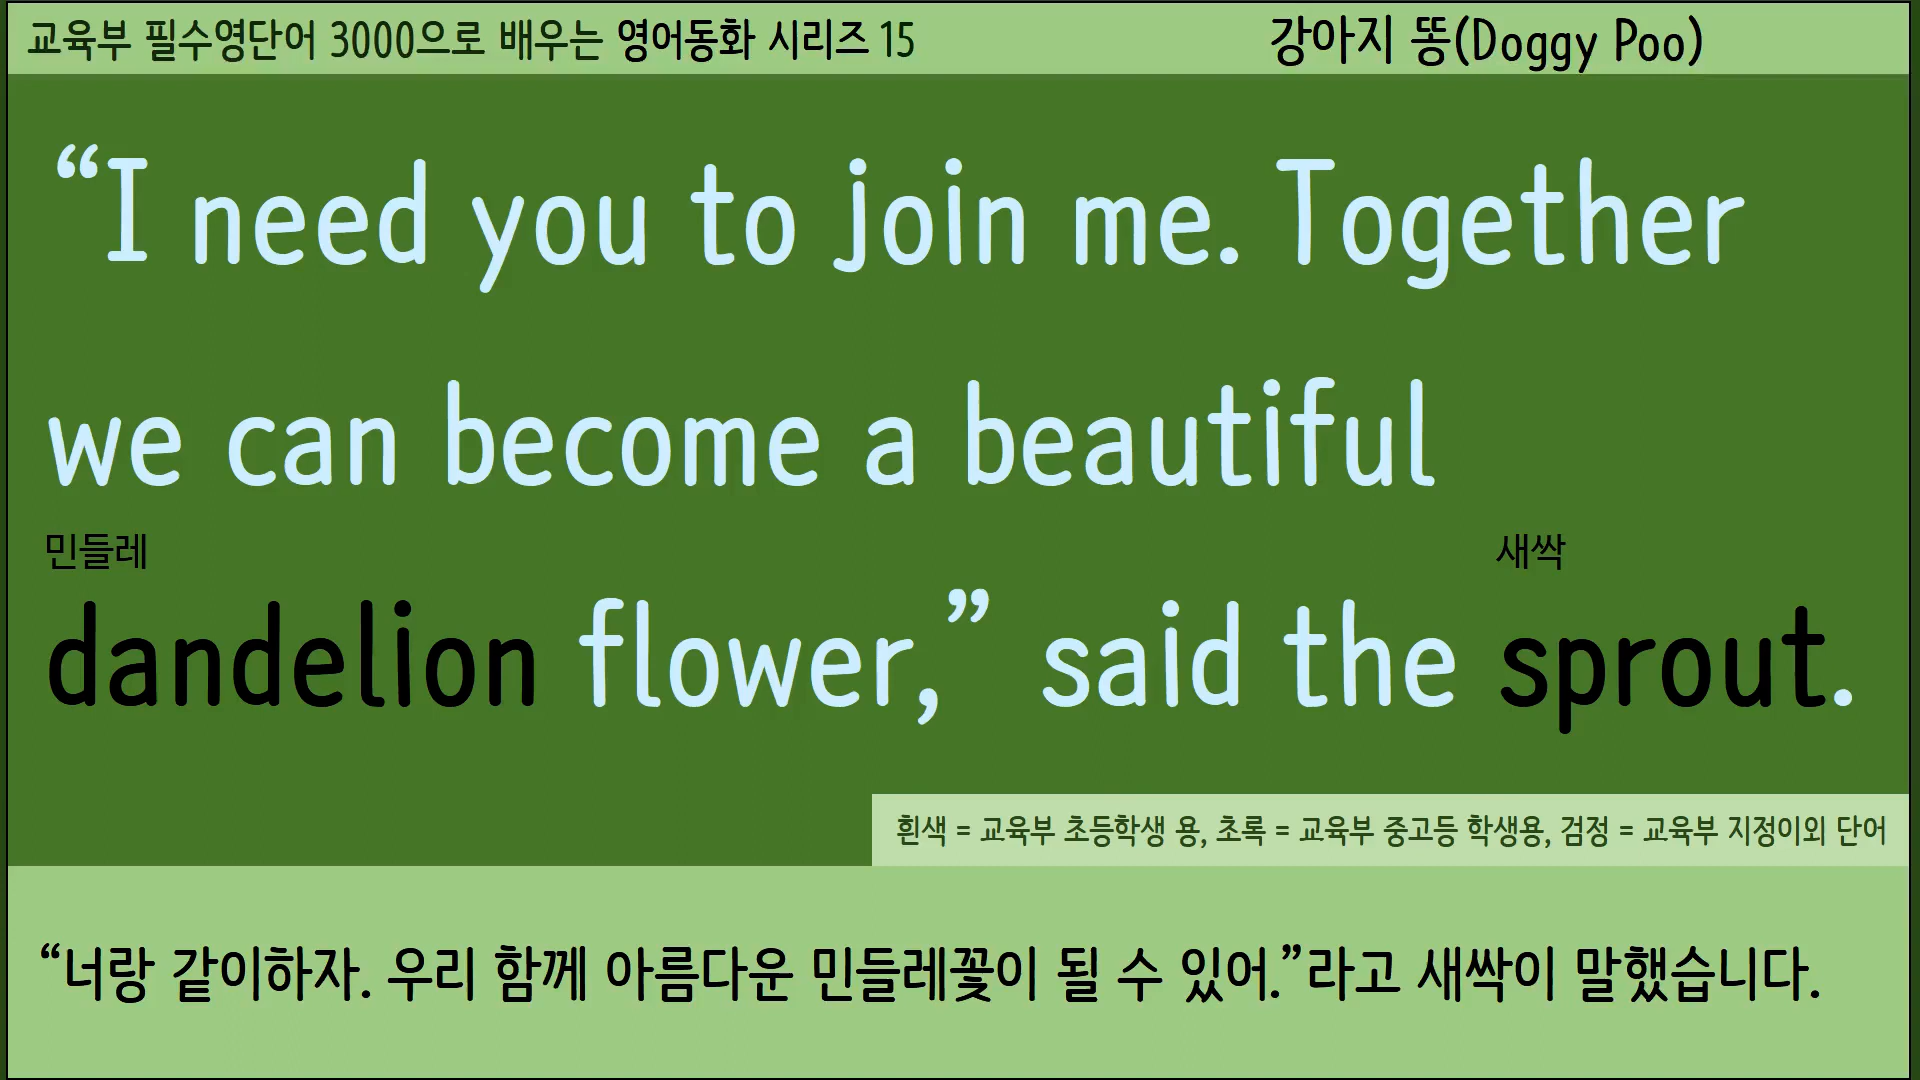 교육부 필수영단어 3000으로 배우는 영어동화 시리즈 15
강아지 똥(Doggy Poo)
“I need you to join me. Together
we can become a beautiful
민들레 새싹
dandelion flower,” said the sprout.
흰색 = 교육부 초등학생 용, 초록 = 교육부 중고등 학생용, 검정 = 교육부 지정이외 단어
“너랑 같이하자. 우리 함께 아름다운 민들레꽃이 될 수 있어.”라고 새싹이 말했습니다.